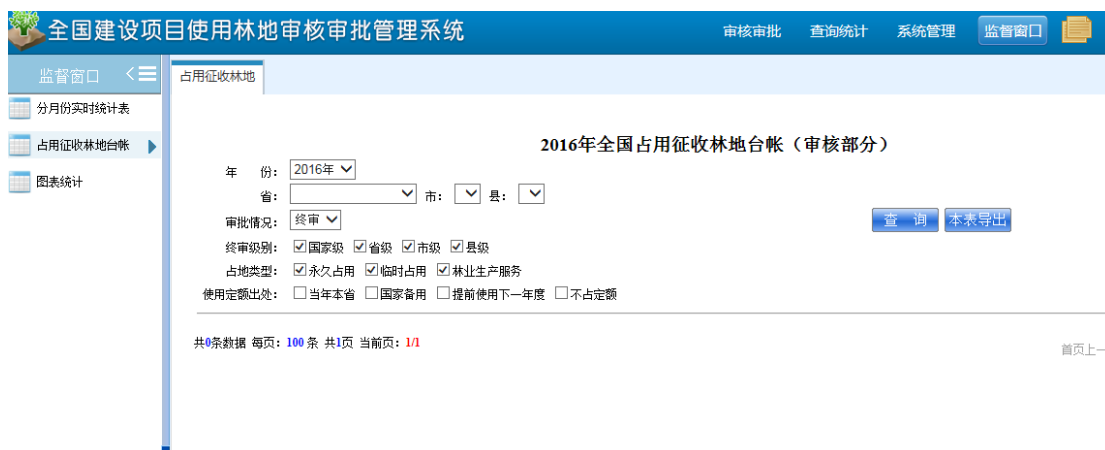 全国建设项目使用林地审核审批管理系统 审核审批 查询统计 系统管理 监督窗口
监督窗口 占用征收林地
分月份实时统计表
占用征收林地台帐
图表统计
2016年全国占用征收林地台帐（审核部分）
年 份： 2016年
省： 市： 县：
审批情况： 终审 查 询 本表导出
终审级别： 国家级 省级 市级 县级
占地类型： 永久占用 临时占用 林业生产服务
使用定额出处： 当年本省 国家备用 提前使用下一年度 不占定额
共0条数据 每页：100 条 共1页 当前页：1/1
首页上一